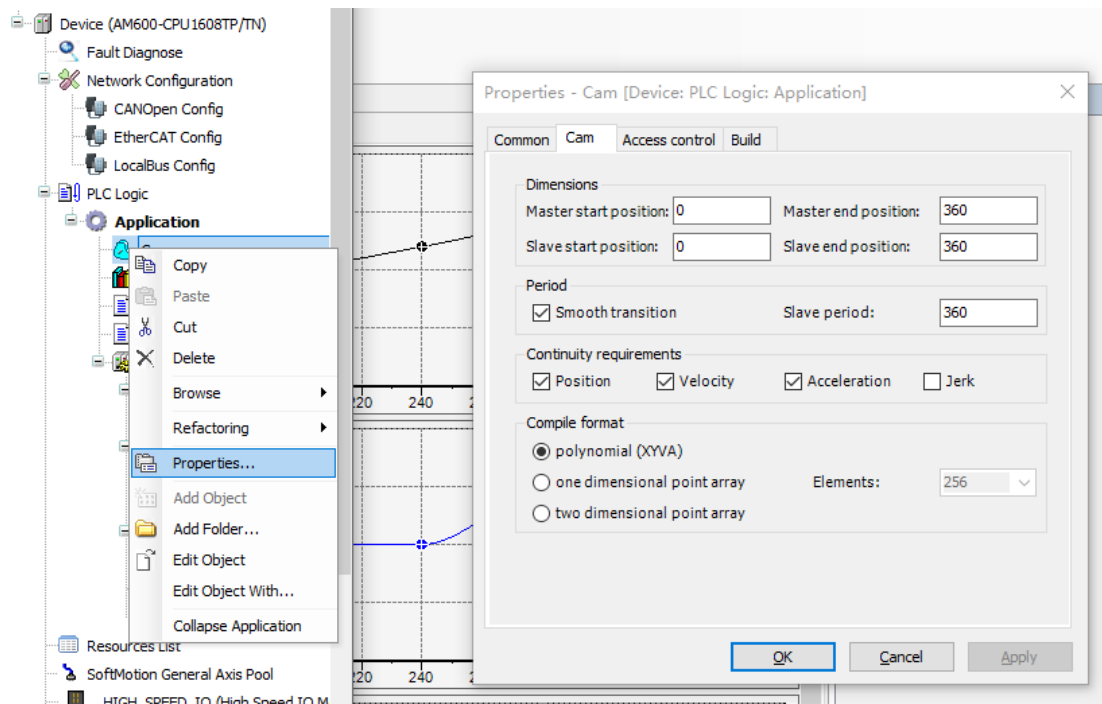 Device (AM600-CPU1608TP/TN)
Fault Diagnose
Network Configuration
CANOpen Config
EtherCAT Config
LocalBus Config
PLC Logic
Application
Copy
Paste
Cut
Delete
Browse
Refactoring
Properties...
Add Object
Add Folder...
Edit Object
Edit Object With...
Collapse Application
Resources List
SoftMotion General Axis Pool
HIGH_SPEED_IO (High Speed IO M
220 240
220 240
Properties - Cam [Device: PLC Logic: Application]
Common Cam Access control Build
Dimensions
Master start position: 0 Master end position: 360
Slave start position: 0 Slave end position: 360
Period
Smooth transition Slave period: 360
Continuity requirements
Position Velocity Acceleration Jerk
Compile format
polynomial (XYVA)
one dimensional point array Elements: 256
two dimensional point array
OK Cancel Apply